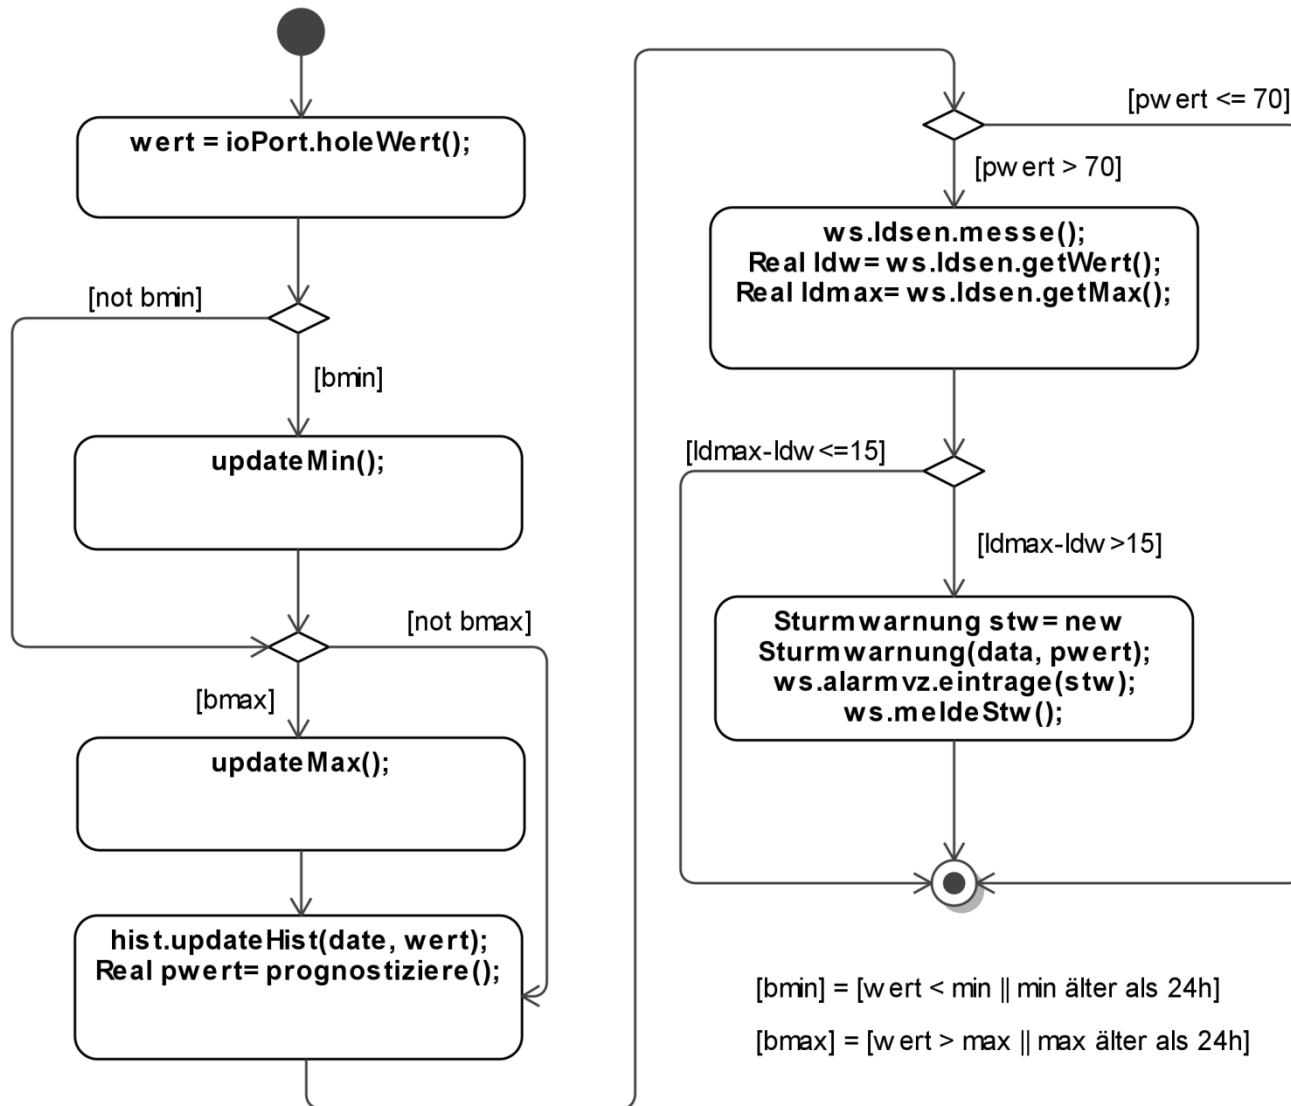 wert = ioPort.holeWert();
[not bmin]
[bmin]
updateMin();
[not bmax]
[bmax]
updateMax();
hist.updateHist(date, wert);
Real pwert= prognostiziere();
[pwert <= 70]
[pwert > 70]
ws.ldsen.messe();
Real ldw= ws.ldsen.getWert();
Real ldmax= ws.ldsen.getMax();
[ldmax-ldw <=15]
[ldmax-ldw >15]
Sturmwarnung stw= new
Sturmwarnung(data, pwert);
ws.alarmvz.eintrage(stw);
ws.meldeStw();
[bmin] = [wert < min || min älter als 24h]
[bmax] = [wert > max || max älter als 24h]